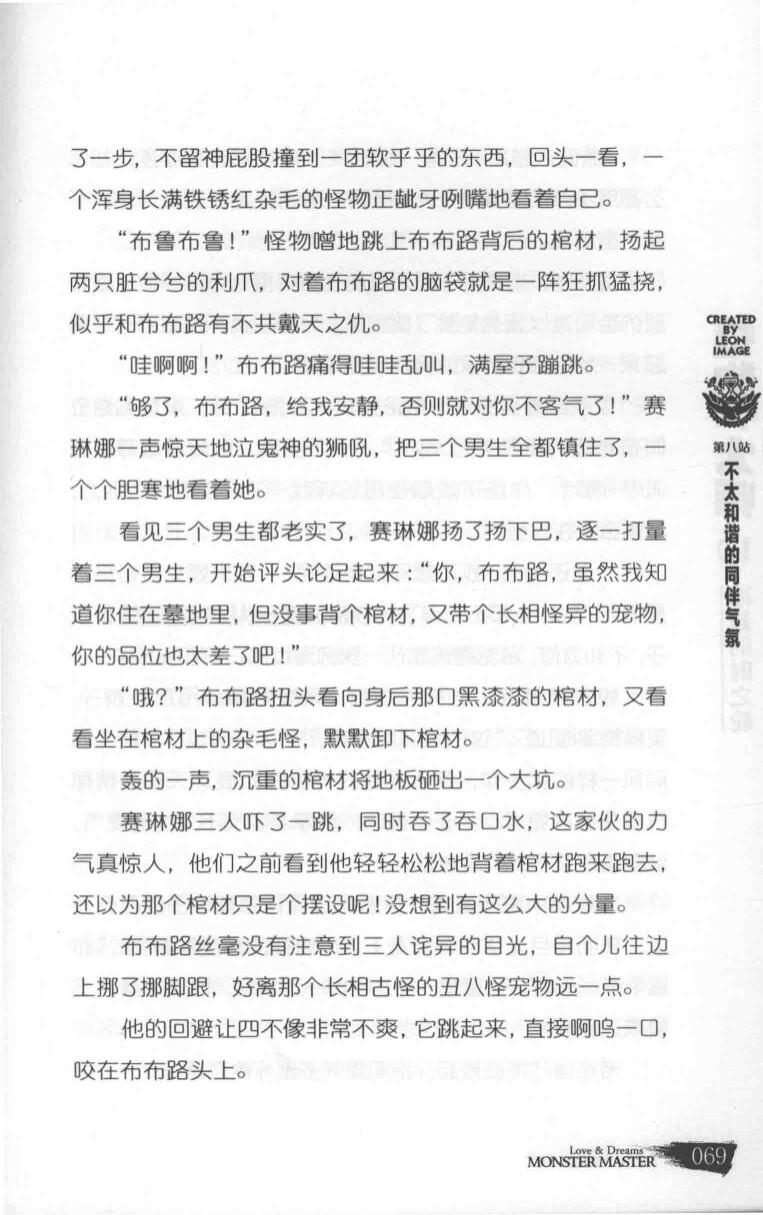 了一步，不留神屁股撞到一团软乎乎的东西，回头一看，一
个浑身长满铁锈红杂毛的怪物正龇牙咧嘴地看着自己。
“布鲁布鲁！”怪物噌地跳上布布路背后的棺材，扬起
两只脏兮兮的利爪，对着布布路的脑袋就是一阵狂抓猛挠，
似乎和布布路有不共戴天之仇。
“哇啊啊！”布布路痛得哇哇乱叫，满屋子蹦跳。
“够了，布布路，给我安静，否则就对你不客气了！”赛
琳娜一声惊天地泣鬼神的狮吼，把三个男生全都镇住了，一
个个胆寒地看着她。
看见三个男生都老实了，赛琳娜扬了扬下巴，逐一打量
着三个男生，开始评头论足起来：“你，布布路，虽然我知
道你住在墓地里，但没事背个棺材，又带个长相怪异的宠物，
你的品位也太差了吧！”
“哦？”布布路扭头看向身后那口黑漆漆的棺材，又看
看坐在棺材上的杂毛怪，默默卸下棺材。
轰的一声，沉重的棺材将地板砸出一个大坑。
赛琳娜三人吓了一跳，同时吞了吞口水，这家伙的力
气真惊人，他们之前看到他轻轻松松地背着棺材跑来跑去，
还以为那个棺材只是个摆设呢！没想到有这么大的分量。
布布路丝毫没有注意到三人诧异的目光，自个儿往边
上挪了挪脚跟，好离那个长相古怪的丑八怪宠物远一点。
他的回避让四不像非常不爽，它跳起来，直接啊呜一口，
咬在布布路头上。
CREATED
BY
LEON
IMAGE
第八站
不太和谐的同伴气氛
Love & Dreams
MONSTER MASTER
069